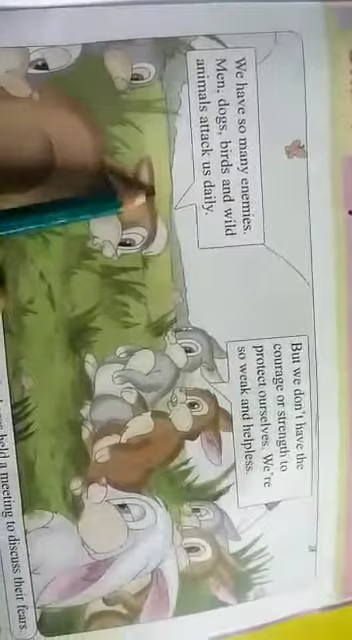 We have so many enemies.
Men, dogs, birds and wild
animals attack us daily.
But we don't have the
courage or strength to
protect ourselves. We're
so weak and helpless.
held a meeting to discuss their fears.